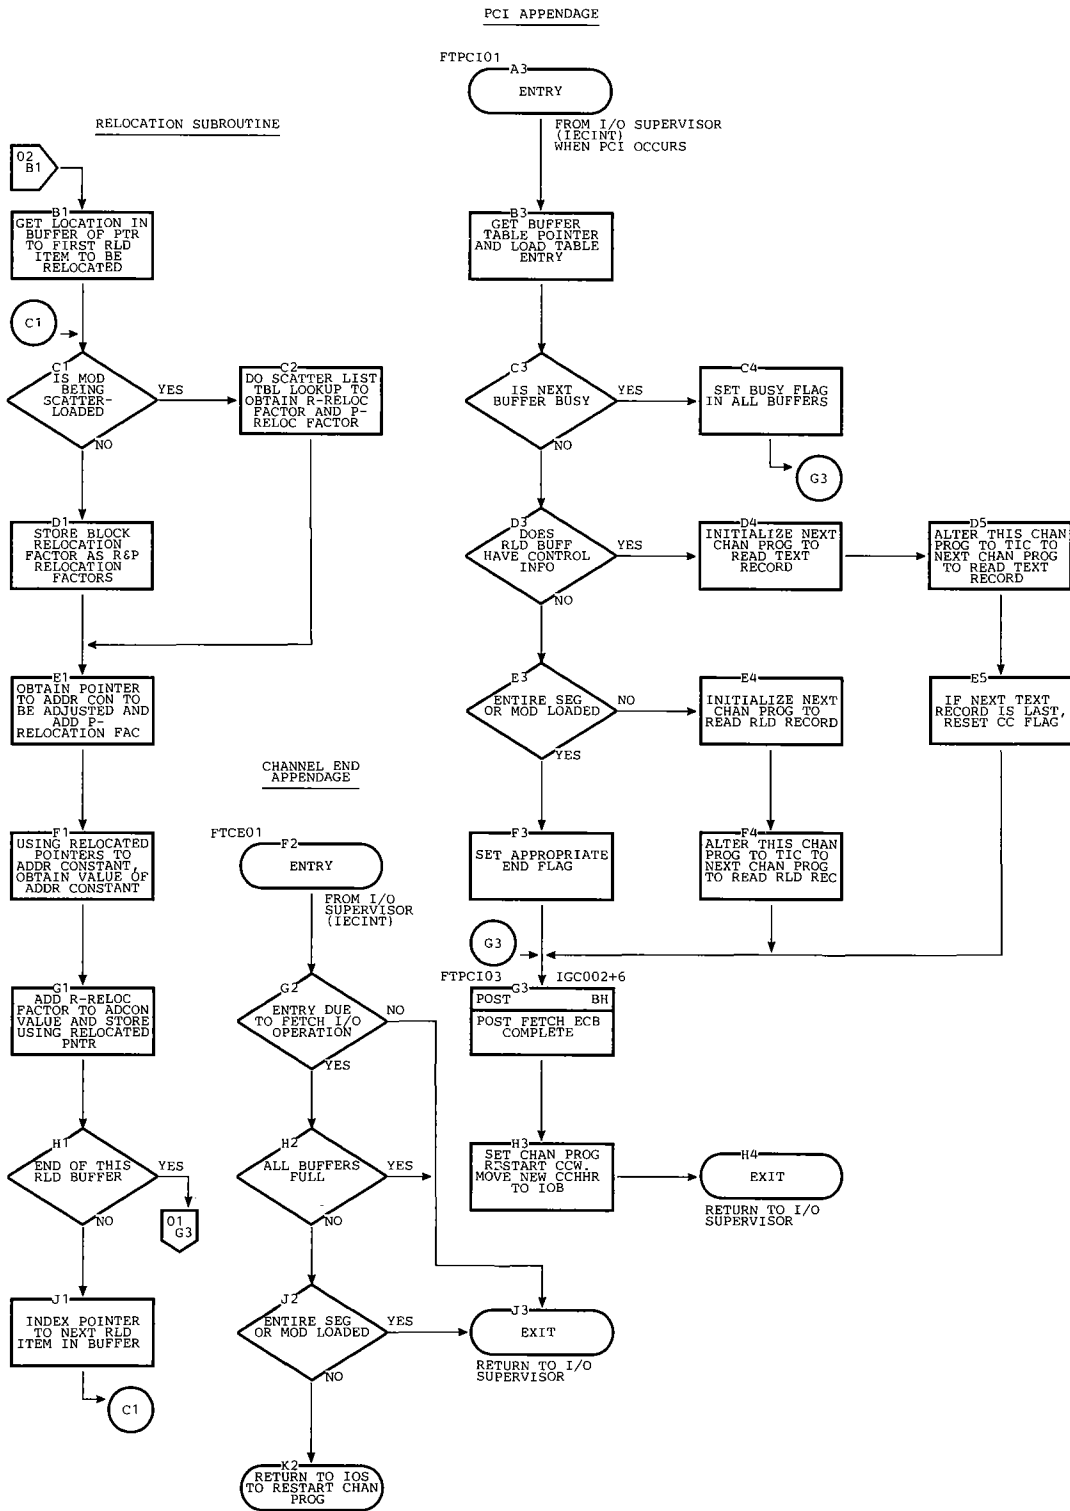 PCI APPENDAGE
FTPCI01
A3
ENTRY
FROM I/O SUPERVISOR
(IECINT)
WHEN PCI OCCURS
RELOCATION SUBROUTINE
02
B1
B1
GET LOCATION IN
BUFFER OF PTR
TO FIRST RLD
ITEM TO BE
RELOCATED
B3
GET BUFFER
TABLE POINTER
AND LOAD TABLE
ENTRY
C1
C1
IS MOD
BEING
SCATTER-
LOADED
YES
NO
C2
DO SCATTER LIST
TBL LOOKUP TO
OBTAIN R-RELOC
FACTOR AND P-
RELOC FACTOR
C3
IS NEXT
BUFFER BUSY
YES
NO
C4
SET BUSY FLAG
IN ALL BUFFERS
G3
D1
STORE BLOCK
RELOCATION
FACTOR AS R&P
RELOCATION
FACTORS
D3
DOES
RLD BUFF
HAVE CONTROL
INFO
YES
NO
D4
INITIALIZE NEXT
CHAN PROG TO
READ TEXT
RECORD
D5
ALTER THIS CHAN
PROG TO TIC TO
NEXT CHAN PROG
TO READ TEXT
RECORD
E1
OBTAIN POINTER
TO ADDR CON TO
BE ADJUSTED AND
ADD P-
RELOCATION FAC
E3
ENTIRE SEG
OR MOD LOADED
NO
YES
E4
INITIALIZE NEXT
CHAN PROG TO
READ RLD RECORD
E5
IF NEXT TEXT
RECORD IS LAST,
RESET CC FLAG
CHANNEL END
APPENDAGE
F1
USING RELOCATED
POINTERS TO
ADDR CONSTANT,
OBTAIN VALUE OF
ADDR CONSTANT
FTCE01
F2
ENTRY
FROM I/O
SUPERVISOR
(IECINT)
F3
SET APPROPRIATE
END FLAG
F4
ALTER THIS CHAN
PROG TO TIC TO
NEXT CHAN PROG
TO READ RLD REC
G3
FTPCI03
IGC002+6
G1
ADD R-RELOC
FACTOR TO ADCON
VALUE AND STORE
USING RELOCATED
PNTR
G2
ENTRY DUE
TO FETCH I/O
OPERATION
NO
YES
G3
POST BH
POST FETCH ECB
COMPLETE
H1
END OF THIS
RLD BUFFER
YES
NO
01
G3
H2
ALL BUFFERS
FULL
YES
NO
H3
SET CHAN PROG
RESTART CCW.
MOVE NEW CCHHR
TO IOB
H4
EXIT
RETURN TO I/O
SUPERVISOR
J1
INDEX POINTER
TO NEXT RLD
ITEM IN BUFFER
C1
J2
ENTIRE SEG
OR MOD LOADED
YES
NO
J3
EXIT
RETURN TO I/O
SUPERVISOR
K2
RETURN TO IOS
TO RESTART CHAN
PROG